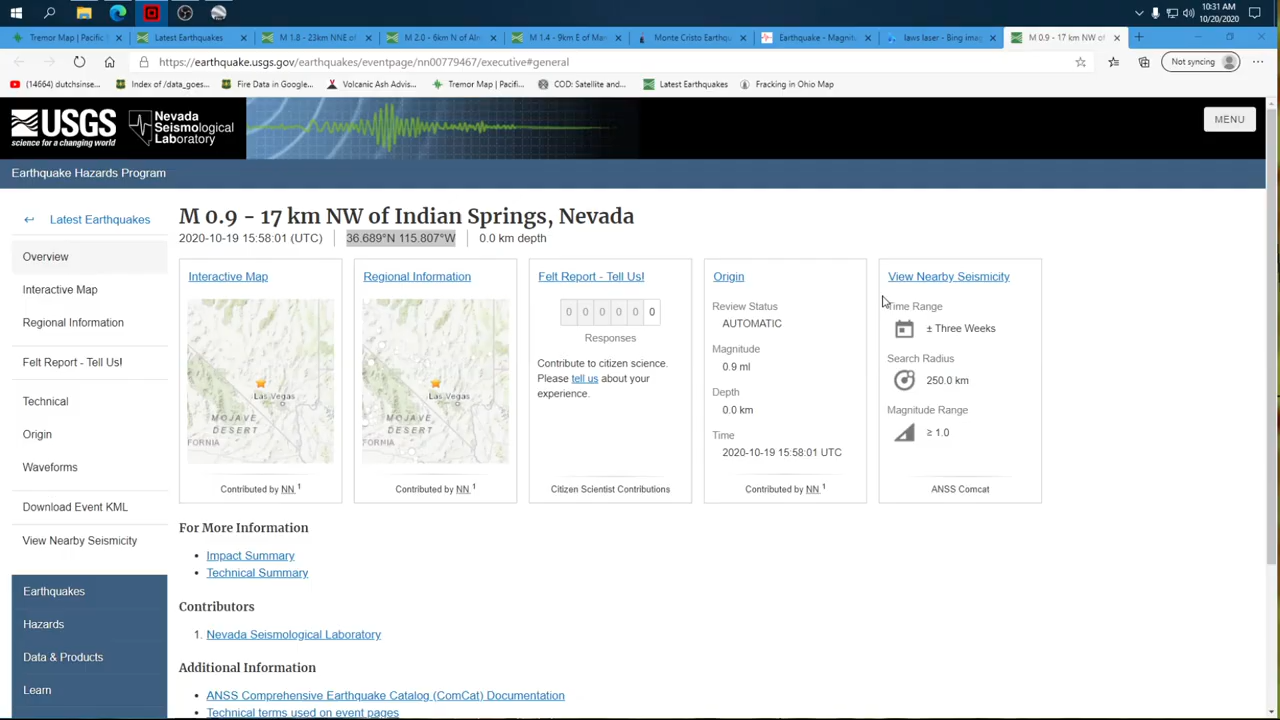 10:31 AM
10/20/2020
Tremor Map | Pacific
Latest Earthquakes
M 1.8 - 23km NNE of
M 2.0 - 6km N of
M 1.4 - 9km E of
Monte Cristo Earthqu
Earthquake - Magnit
laws laser - Bing imag
M 0.9 - 17 km NW of
https://earthquake.usgs.gov/earthquakes/eventpage/nn00779467/executive#general
Not syncing
(14664) dutchsinse...
Index of /data_goes...
Fire Data in Google...
Volcanic Ash Advis...
Tremor Map | Pacifi...
COD: Satellite and...
Latest Earthquakes
Fracking in Ohio Map
USGS
science for a changing world
Nevada
Seismological
Laboratory
MENU
Earthquake Hazards Program
Latest Earthquakes
Overview
Interactive Map
Regional Information
Felt Report - Tell Us!
Technical
Origin
Waveforms
Download Event KML
View Nearby Seismicity
Earthquakes
Hazards
Data & Products
Learn
M 0.9 - 17 km NW of Indian Springs, Nevada
2020-10-19 15:58:01 (UTC) 36.689°N 115.807°W 0.0 km depth
Interactive Map
Las Vegas
MOJAVE
DESERT
FORNIA
Contributed by NN 1
Regional Information
Las Vegas
MOJAVE
DESERT
FORNIA
Contributed by NN 1
Felt Report - Tell Us!
0 0 0 0 0 0
Responses
Contribute to citizen science.
Please tell us about your
experience.
Citizen Scientist Contributions
Origin
Review Status
AUTOMATIC
Magnitude
0.9 ml
Depth
0.0 km
Time
2020-10-19 15:58:01 UTC
Contributed by NN 1
View Nearby Seismicity
Time Range
± Three Weeks
Search Radius
250.0 km
Magnitude Range
≥ 1.0
ANSS Comcat
For More Information
• Impact Summary
• Technical Summary
Contributors
1. Nevada Seismological Laboratory
Additional Information
• ANSS Comprehensive Earthquake Catalog (ComCat) Documentation
• Technical terms used on event pages